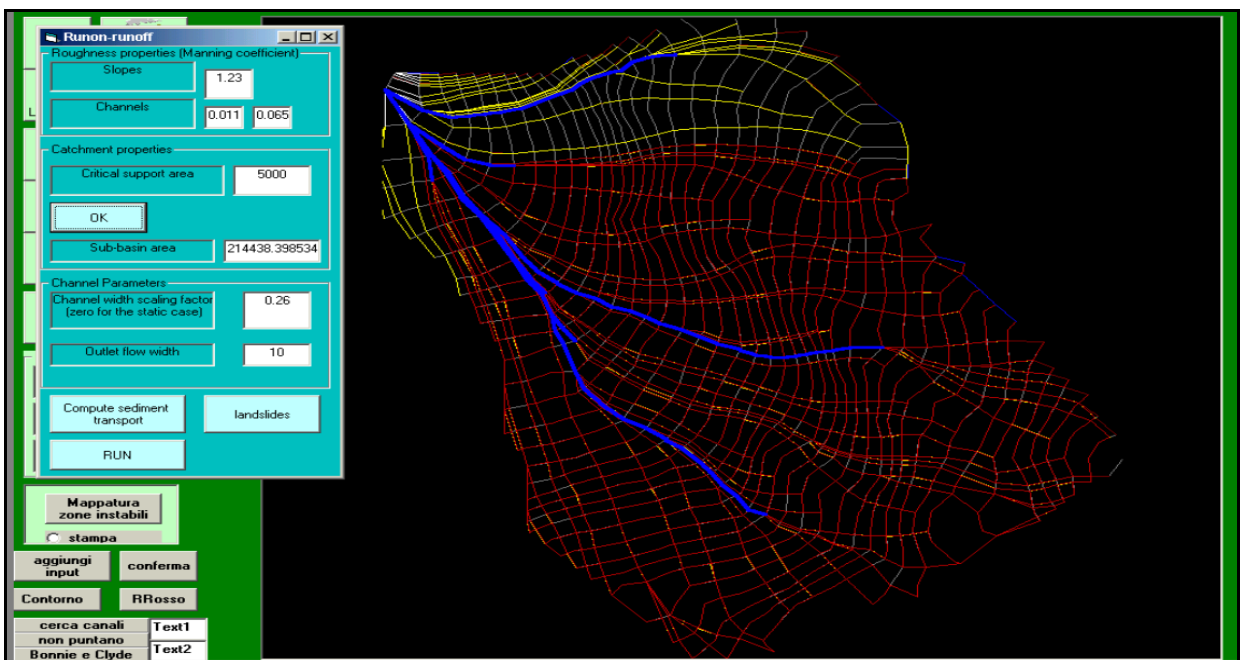 Runon-runoff
Roughness properties (Manning coefficient)
Slopes
1.23
Channels
0.011
0.065
L
Catchment properties
Critical support area
5000
OK
Sub-basin area
214438.398534
Channel Parameters
Channel width scaling factor
(zero for the static case)
0.26
Outlet flow width
10
Compute sediment
transport
landslides
RUN
Mappatura
zone instabili
stampa
aggiungi
input
conferma
Contorno
RRosso
cerca canali
Text1
non puntano
Bonnie e Clyde
Text2